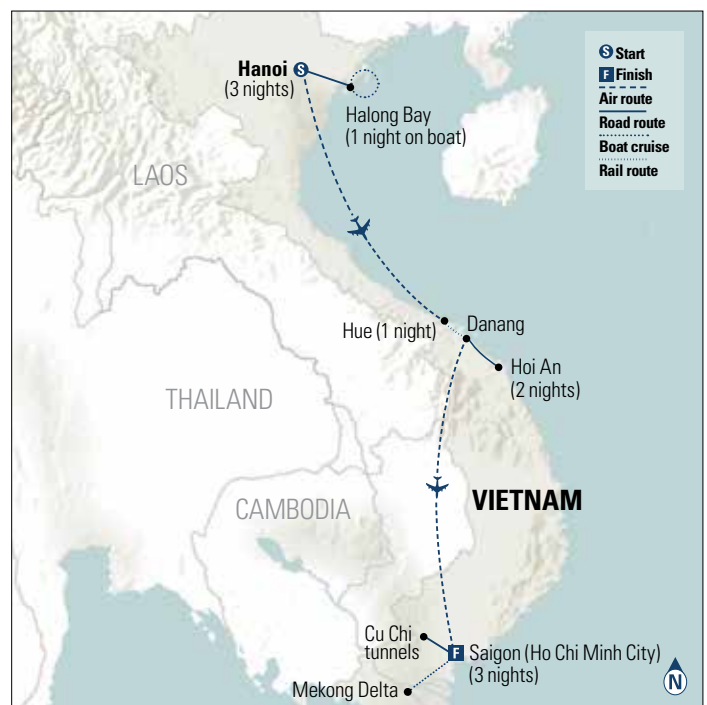 Hanoi S
(3 nights)
Halong Bay
(1 night on boat)
S Start
F Finish
Air route
Road route
Boat cruise
Rail route
LAOS
Hue (1 night)
Danang
Hoi An
(2 nights)
THAILAND
CAMBODIA
VIETNAM
Cu Chi
tunnels
F Saigon (Ho Chi Minh City)
(3 nights)
Mekong Delta
N